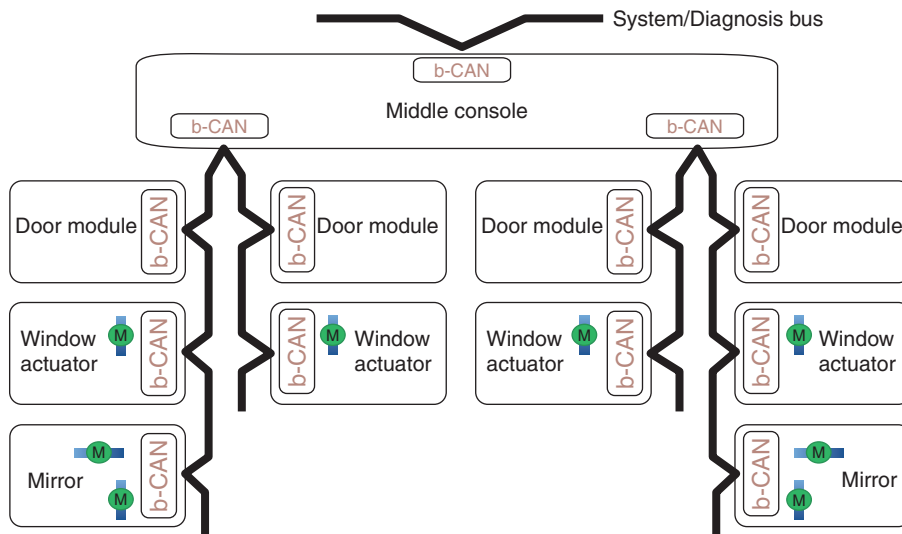 System/Diagnosis bus
b-CAN
Middle console
b-CAN
b-CAN
Door module
b-CAN
b-CAN
Door module
Door module
b-CAN
b-CAN
Door module
Window
actuator
M
b-CAN
b-CAN
M
Window
actuator
Window
actuator
M
b-CAN
b-CAN
M
Window
actuator
Mirror
M
M
b-CAN
b-CAN
M
M
Mirror